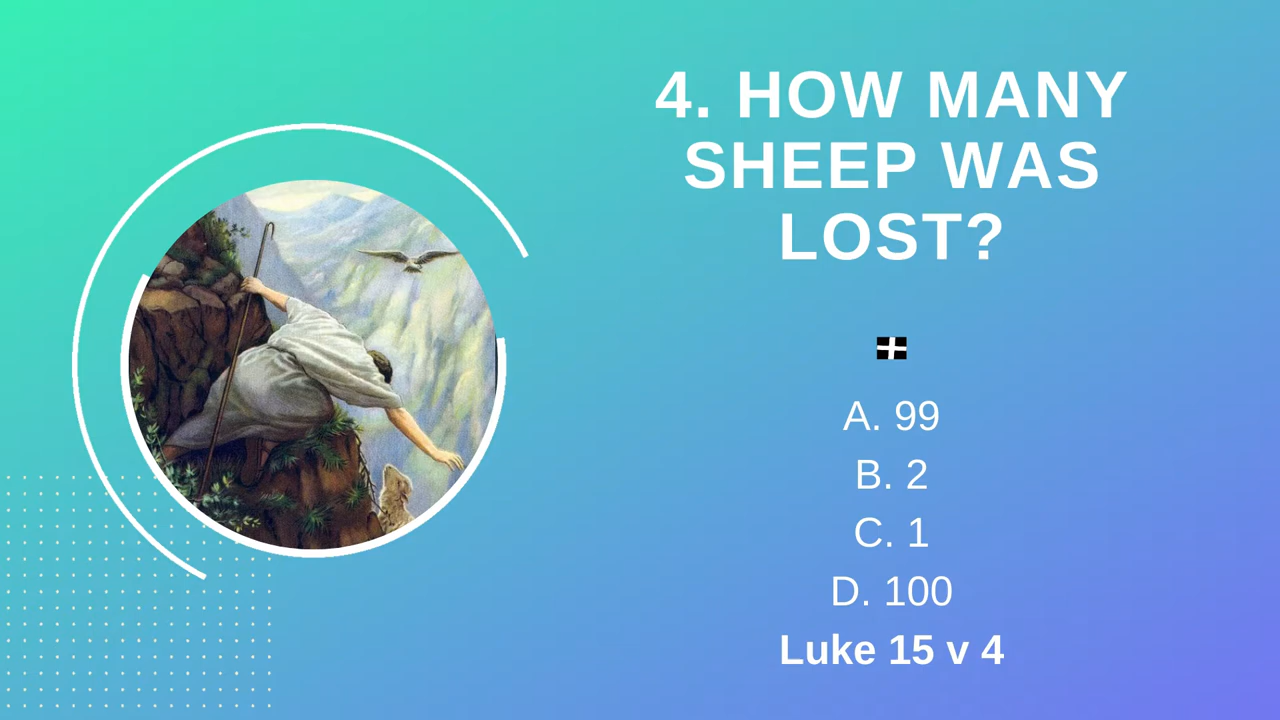 4. HOW MANY
SHEEP WAS
LOST?
A. 99
B. 2
C. 1
D. 100
Luke 15 v 4